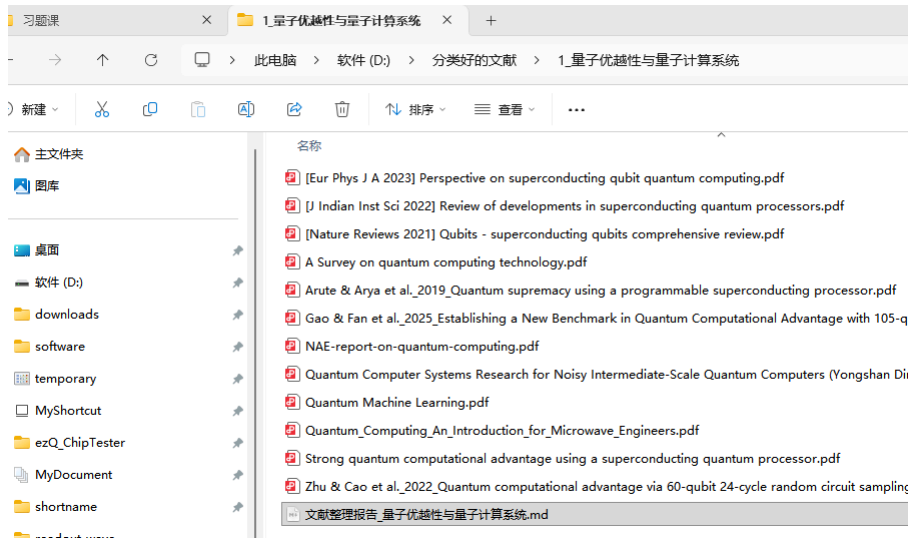 习题课
1_量子优越性与量子计算系统
此电脑 > 软件 (D:) > 分类好的文献 > 1_量子优越性与量子计算系统
新建
排序
查看
主文件夹
图库
桌面
软件 (D:)
downloads
software
temporary
MyShortcut
ezQ_ChipTester
MyDocument
shortname
名称
[Eur Phys J A 2023] Perspective on superconducting qubit quantum computing.pdf
[J Indian Inst Sci 2022] Review of developments in superconducting quantum processors.pdf
[Nature Reviews 2021] Qubits - superconducting qubits comprehensive review.pdf
A Survey on quantum computing technology.pdf
Arute & Arya et al._2019_Quantum supremacy using a programmable superconducting processor.pdf
Gao & Fan et al._2025_Establishing a New Benchmark in Quantum Computational Advantage with 105-q
NAE-report-on-quantum-computing.pdf
Quantum Computer Systems Research for Noisy Intermediate-Scale Quantum Computers (Yongshan Di
Quantum Machine Learning.pdf
Quantum_Computing_An_Introduction_for_Microwave_Engineers.pdf
Strong quantum computational advantage using a superconducting quantum processor.pdf
Zhu & Cao et al._2022_Quantum computational advantage via 60-qubit 24-cycle random circuit sampling
文献整理报告_量子优越性与量子计算系统.md